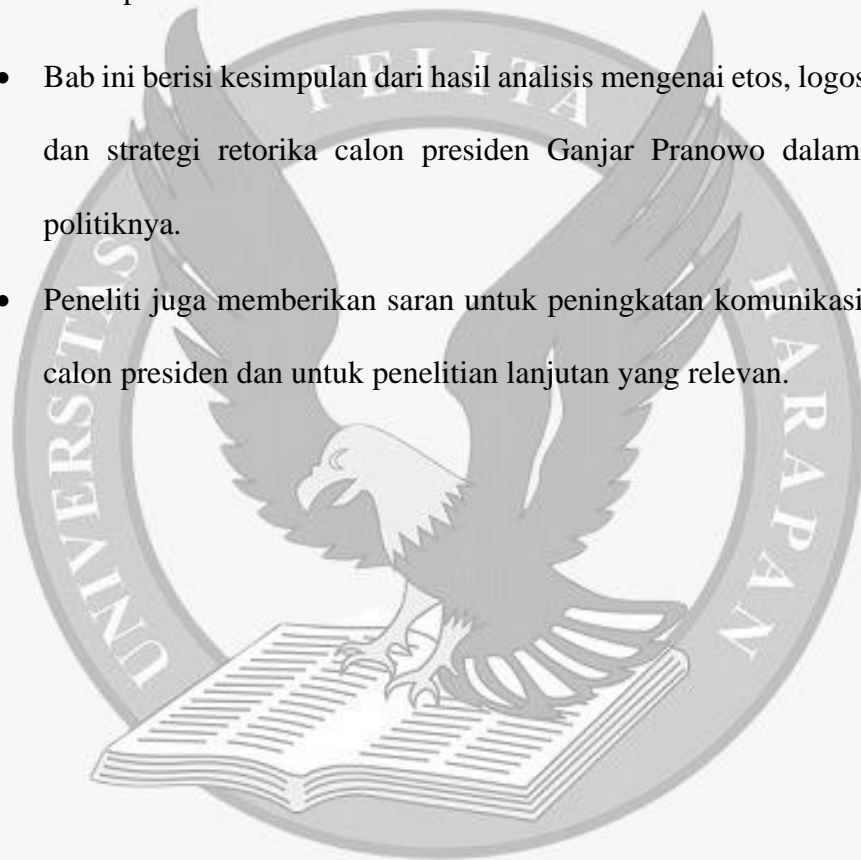 • Bab ini berisi kesimpulan dari hasil analisis mengenai etos, logos
dan strategi retorika calon presiden Ganjar Pranowo dalam
politiknya.
• Peneliti juga memberikan saran untuk peningkatan komunikasi
calon presiden dan untuk penelitian lanjutan yang relevan.
UNIVERSTAS PELITA HARAPAN